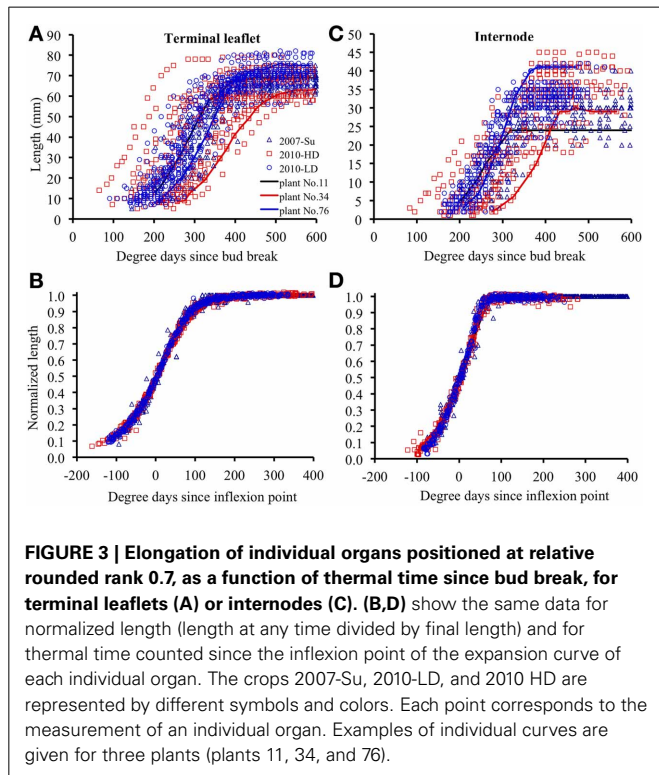 A
Terminal leaflet
90
80
70
60
50
40
30
20
10
0
Length (mm)
0 100 200 300 400 500 600
Degree days since bud break
2007-Su
2010-HD
2010-LD
plant No.11
plant No.34
plant No.76
C
Internode
50
45
40
35
30
25
20
15
10
5
0
0 100 200 300 400 500 600
Degree days since bud break
B
1.0
0.9
0.8
0.7
0.6
0.5
0.4
0.3
0.2
0.1
0.0
Normalized length
-200 -100 0 100 200 300 400
Degree days since inflexion point
D
1.0
0.9
0.8
0.7
0.6
0.5
0.4
0.3
0.2
0.1
0.0
-200 -100 0 100 200 300 400
Degree days since inflexion point
FIGURE 3 | Elongation of individual organs positioned at relative
rounded rank 0.7, as a function of thermal time since bud break, for
terminal leaflets (A) or internodes (C). (B,D) show the same data for
normalized length (length at any time divided by final length) and for
thermal time counted since the inflexion point of the expansion curve of
each individual organ. The crops 2007-Su, 2010-LD, and 2010 HD are
represented by different symbols and colors. Each point corresponds to the
measurement of an individual organ. Examples of individual curves are
given for three plants (plants 11, 34, and 76).